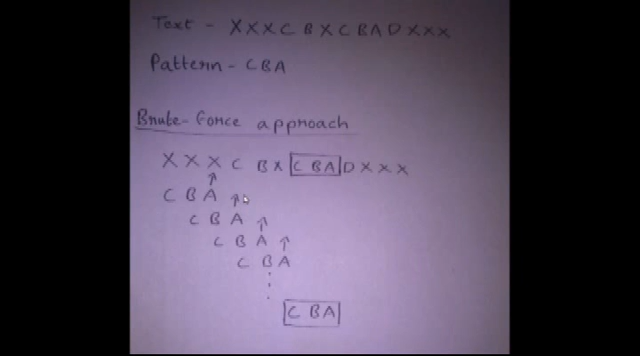 Text - XXXCBXCBADXXX
Pattern - CBA
Brute-Force approach
XXXCBXCBADXXX
CBA
CBA
CBA
CBA
CBA